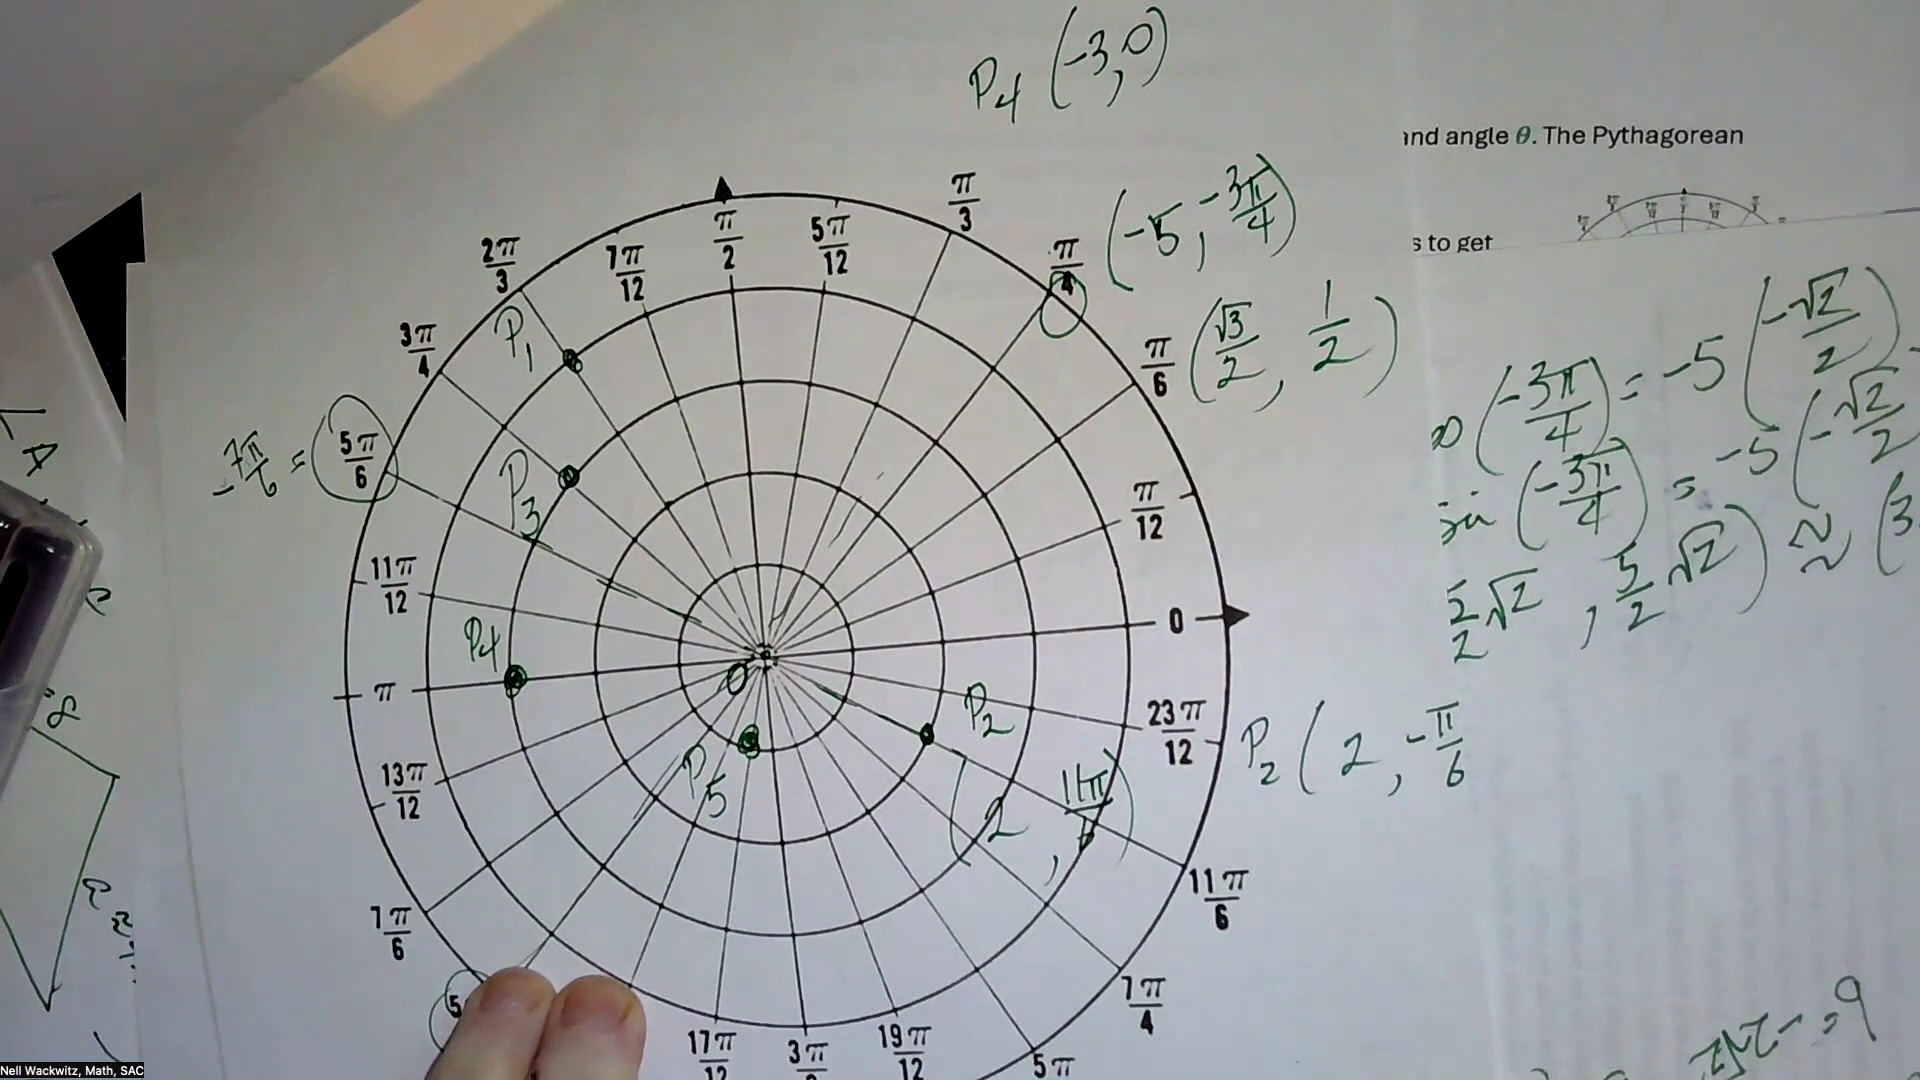 P4 (-3, 0)
and angle θ. The Pythagorean
s to get
π/3
(-5, -3π/4)
2π/3
7π/12
π/2
5π/12
π/4
P1
3π/4
π/6 (√3/2, 1/2)
(-3π/4) = -5 (-√2/2)
-7π/6 = 5π/6
P3
π/12
sin (-3π/4) = -5 (-√2/2
5/2 √2, 5/2 √2) ≈ (3.
11π/12
0
P4
π
O
P2
23π/12
P2 (2, -π/6
P5
(2, 11π/6)
13π/12
11π/6
7π/6
7π/4
5
17π/12
3π
19π/12
5π
Nell Wackwitz, Math, SAC